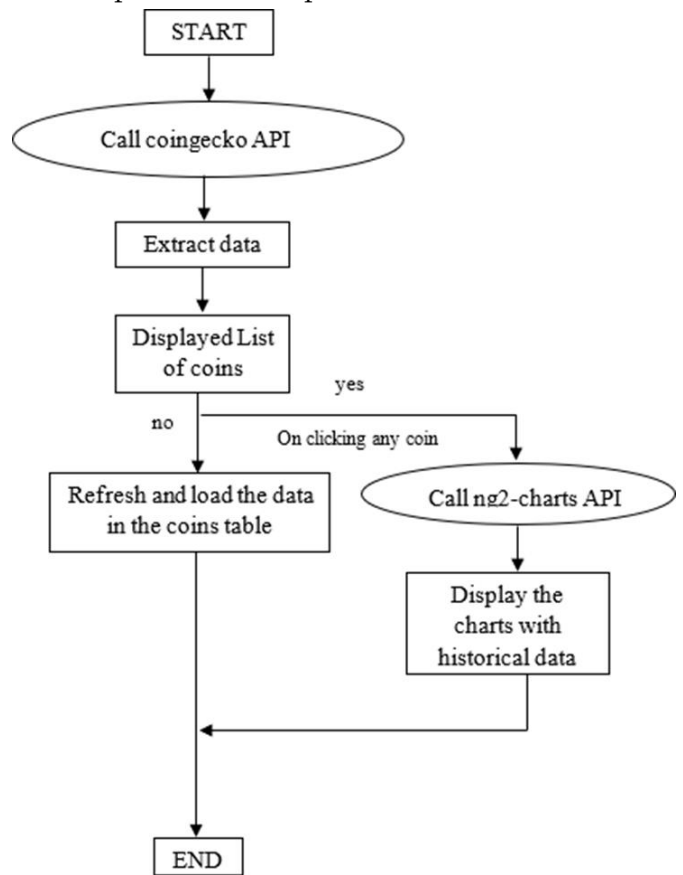 START
Call coingecko API
Extract data
Displayed List
of coins
yes
no
On clicking any coin
Refresh and load the data
in the coins table
Call ng2-charts API
Display the
charts with
historical data
END